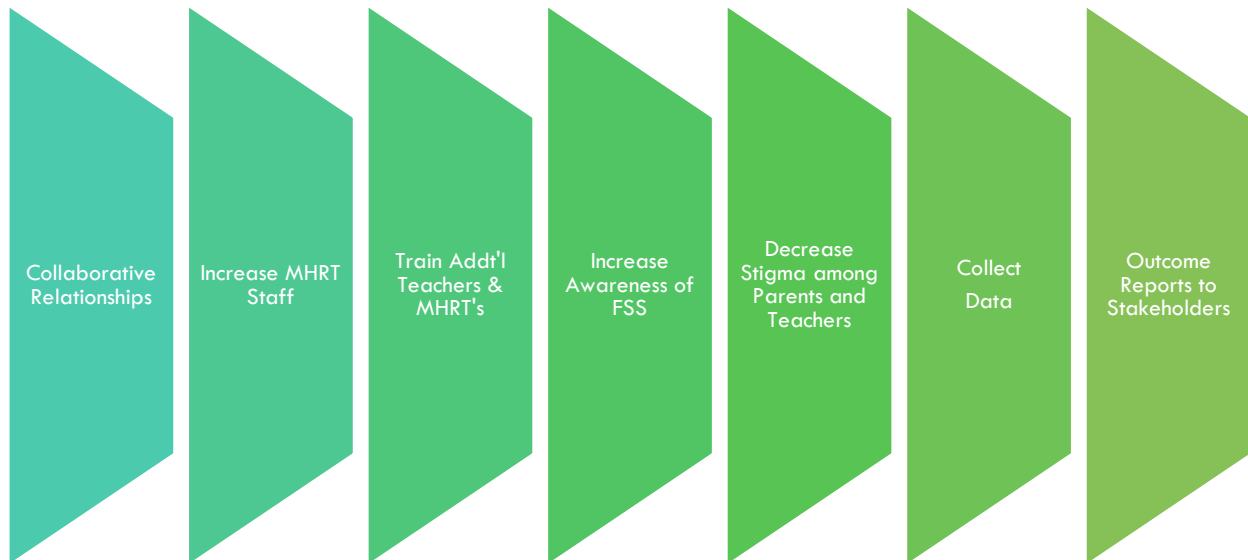 Collaborative
Relationships
Increase MHRT
Staff
Train Addt'l
Teachers &
MHRT's
Increase
Awareness of
FSS
Decrease
Stigma among
Parents and
Teachers
Collect
Data
Outcome
Reports to
Stakeholders